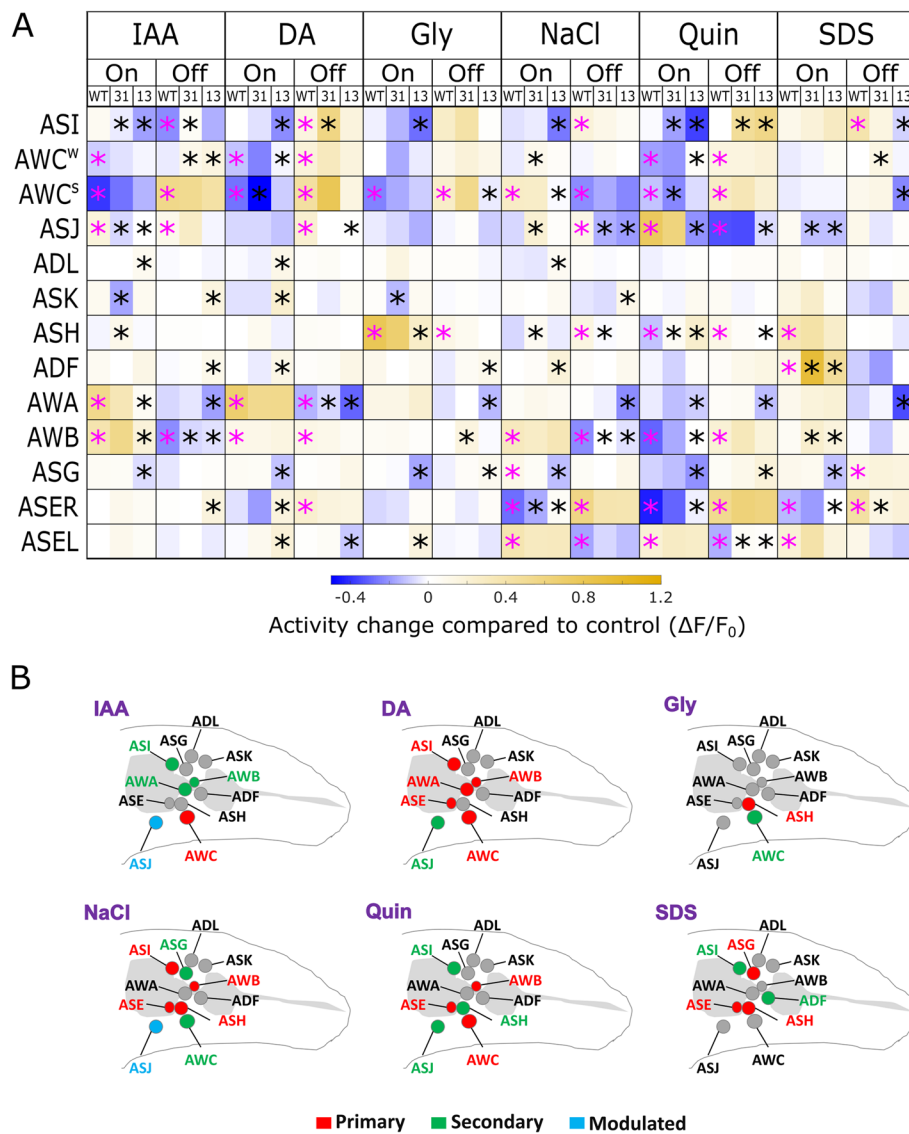 A
IAA DA Gly NaCl Quin SDS
On Off On Off On Off On Off On Off On Off
WT 31 13 WT 31 13 WT 31 13 WT 31 13 WT 31 13 WT 31 13 WT 31 13 WT 31 13 WT 31 13 WT 31 13 WT 31 13 WT 31 13
ASI
AWCᵂ
AWCˢ
ASJ
ADL
ASK
ASH
ADF
AWA
AWB
ASG
ASER
ASEL
-0.4 0 0.4 0.8 1.2
Activity change compared to control (ΔF/F₀)
B
IAA
ADL
ASG
ASI
ASK
AWA
AWB
ASE
ADF
ASH
ASJ
AWC
DA
ADL
ASG
ASI
ASK
AWA
AWB
ASE
ADF
ASH
ASJ
AWC
Gly
ADL
ASG
ASI
ASK
AWA
AWB
ASE
ADF
ASH
ASJ
AWC
NaCl
ADL
ASG
ASI
ASK
AWA
AWB
ASE
ADF
ASH
ASJ
AWC
Quin
ADL
ASG
ASI
ASK
AWA
AWB
ASE
ADF
ASH
ASJ
AWC
SDS
ADL
ASG
ASI
ASK
AWA
AWB
ASE
ADF
ASH
ASJ
AWC
Primary Secondary Modulated